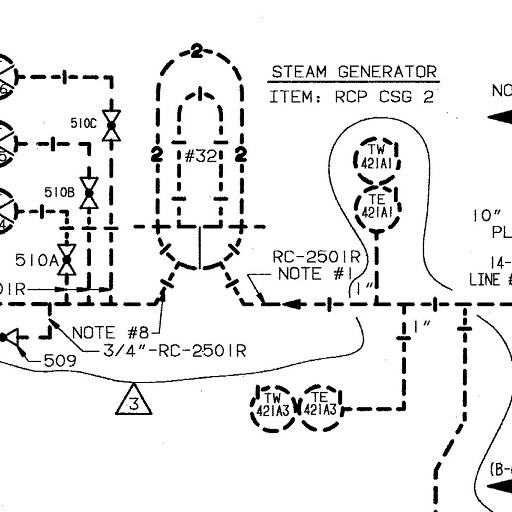 2
STEAM GENERATOR
ITEM: RCP CSG 2
NO
510C
2
#32
2
TW
421A1
510B
TE
421A1
10"
PL
510A
RC-2501R
NOTE #1
14-
LINE #
01R
1"
NOTE #8
1"
3/4"-RC-2501R
509
3
TW
421A3
TE
421A3
(B-